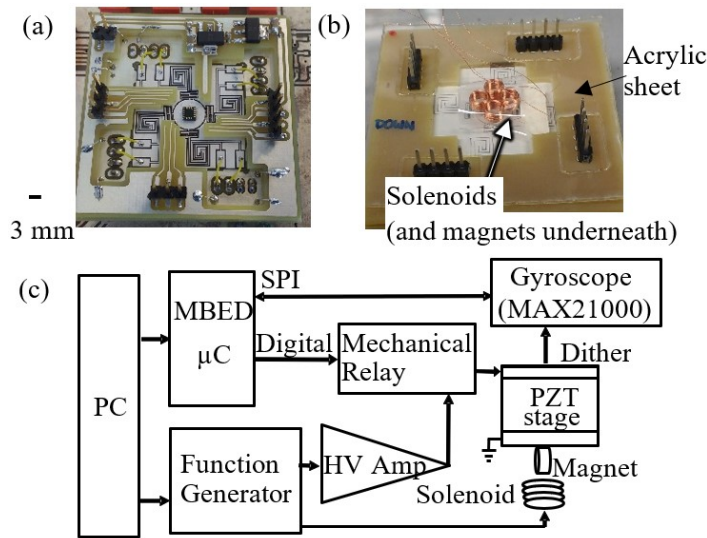 (a)
(b)
Acrylic
sheet
DOWN
Solenoids
(and magnets underneath)
3 mm
(c)
SPI
MBED
µC
Gyroscope
(MAX21000)
Digital
Mechanical
Relay
Dither
PC
PZT
stage
Function
Generator
HV Amp
Magnet
Solenoid